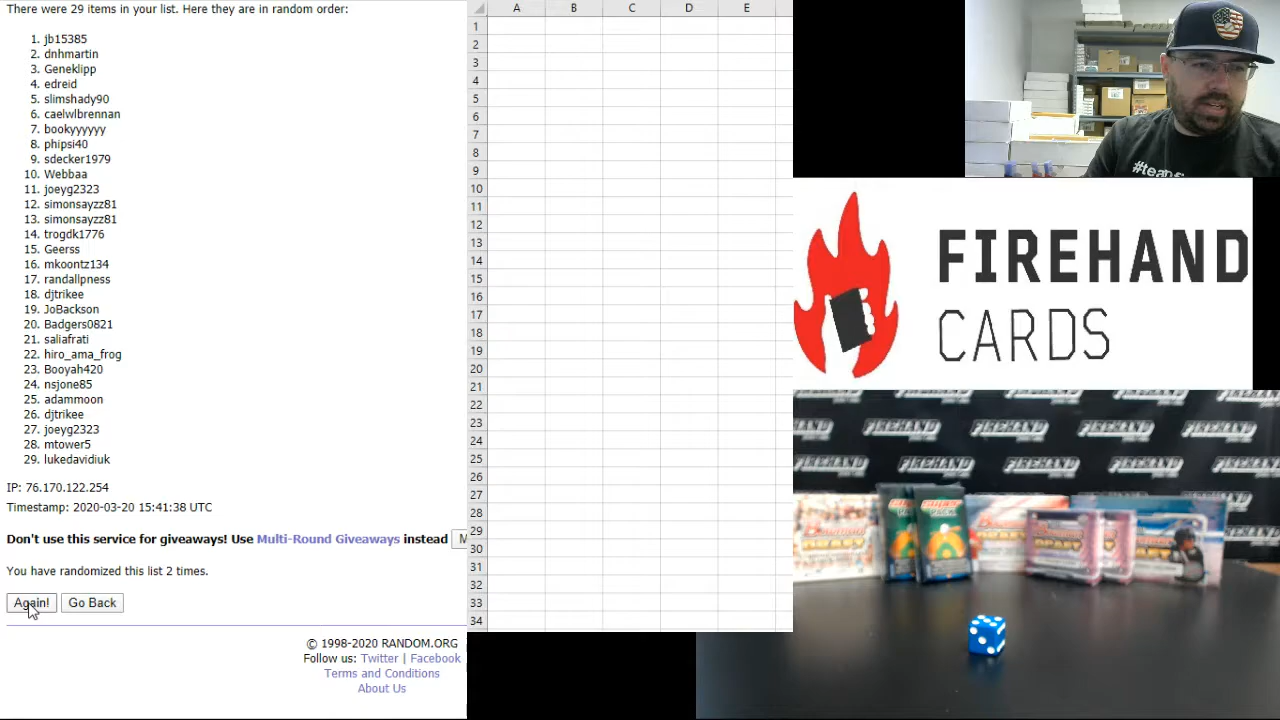 There were 29 items in your list. Here they are in random order:
1. jb15385
2. dnhmartin
3. Geneklipp
4. edreid
5. slimshady90
6. caelwlbrennan
7. bookyyyyyy
8. phipsi40
9. sdecker1979
10. Webbaa
11. joeyg2323
12. simonsayzz81
13. simonsayzz81
14. trogdk1776
15. Geerss
16. mkoontz134
17. randallpness
18. djtrikee
19. JoBackson
20. Badgers0821
21. saliafrati
22. hiro_ama_frog
23. Booyah420
24. nsjone85
25. adammoon
26. djtrikee
27. joeyg2323
28. mtower5
29. lukedavidiuk
IP: 76.170.122.254
Timestamp: 2020-03-20 15:41:38 UTC
Don't use this service for giveaways! Use Multi-Round Giveaways instead
You have randomized this list 2 times.
Again! Go Back
© 1998-2020 RANDOM.ORG
Follow us: Twitter | Facebook
Terms and Conditions
About Us
A B C D E
1
2
3
4
5
6
7
8
9
10
11
12
13
14
15
16
17
18
19
20
21
22
23
24
25
26
27
28
29
30
31
32
33
34
FIREHAND
CARDS
FIREHAND FIREHAND FIREHAND